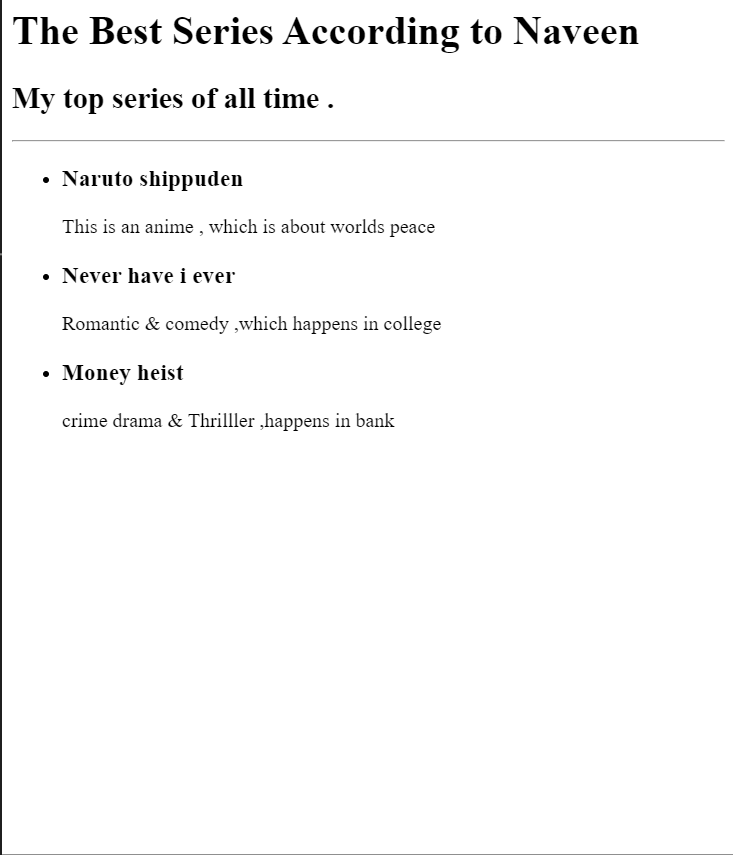 The Best Series According to Naveen
My top series of all time .
Naruto shippuden
This is an anime , which is about worlds peace
Never have i ever
Romantic & comedy ,which happens in college
Money heist
crime drama & Thrilller ,happens in bank